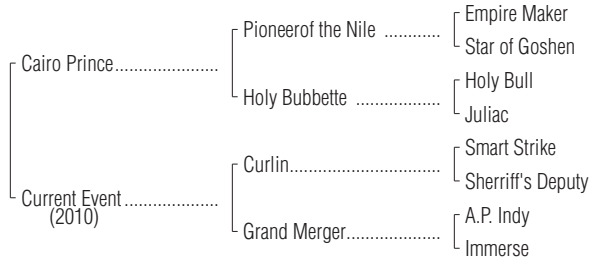 Empire Maker
Pioneerof the Nile ............
Star of Goshen
Cairo Prince.....................
Holy Bull
Holy Bubbette ..................
Juliac
Smart Strike
Curlin................................
Sherriff's Deputy
Current Event...................
(2010)
A.P. Indy
Grand Merger...................
Immerse